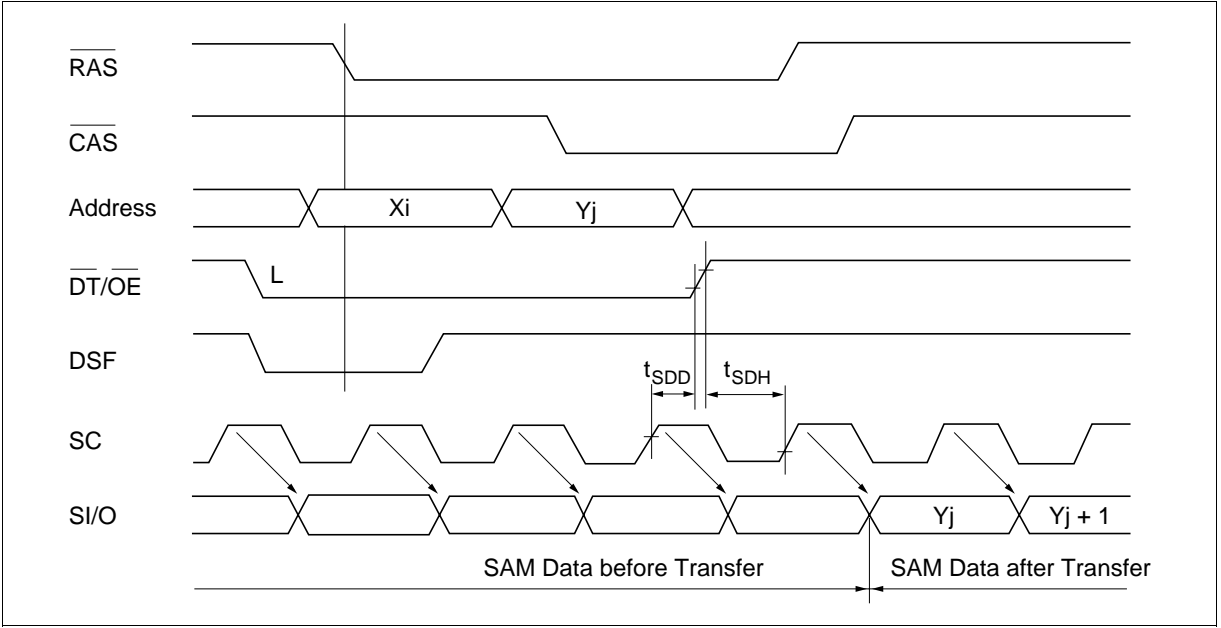 RAS
CAS
Address
Xi
Yj
DT/OE
L
DSF
tSDD
tSDH
SC
SI/O
Yj
Yj + 1
SAM Data before Transfer
SAM Data after Transfer